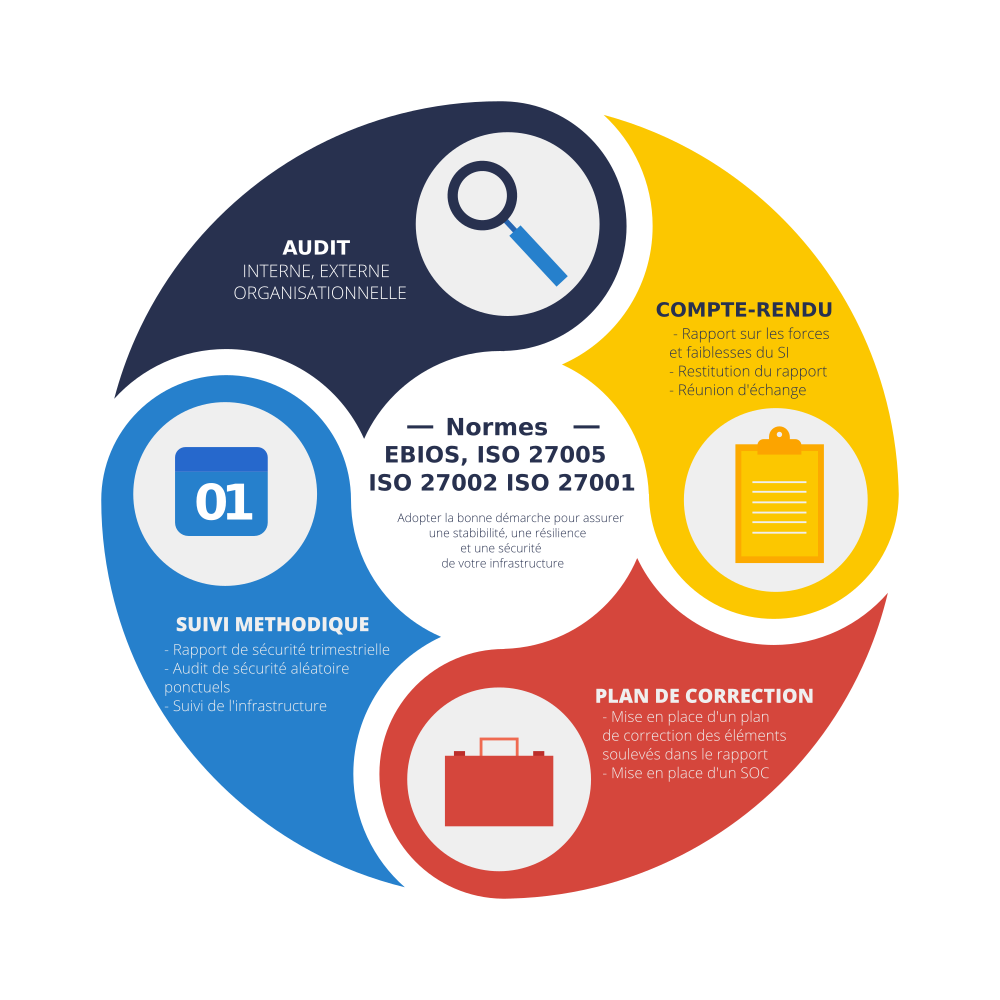 AUDIT
INTERNE, EXTERNE
ORGANISATIONNELLE
COMPTE-RENDU
- Rapport sur les forces
et faiblesses du SI
- Restitution du rapport
- Réunion d'échange
— Normes —
EBIOS, ISO 27005
ISO 27002 ISO 27001
Adopter la bonne démarche pour assurer
une stabilité, une résilience
et une sécurité
de votre infrastructure
01
SUIVI METHODIQUE
- Rapport de sécurité trimestrielle
- Audit de sécurité aléatoire
ponctuels
- Suivi de l'infrastructure
PLAN DE CORRECTION
- Mise en place d'un plan
de correction des éléments
soulevés dans le rapport
- Mise en place d'un SOC